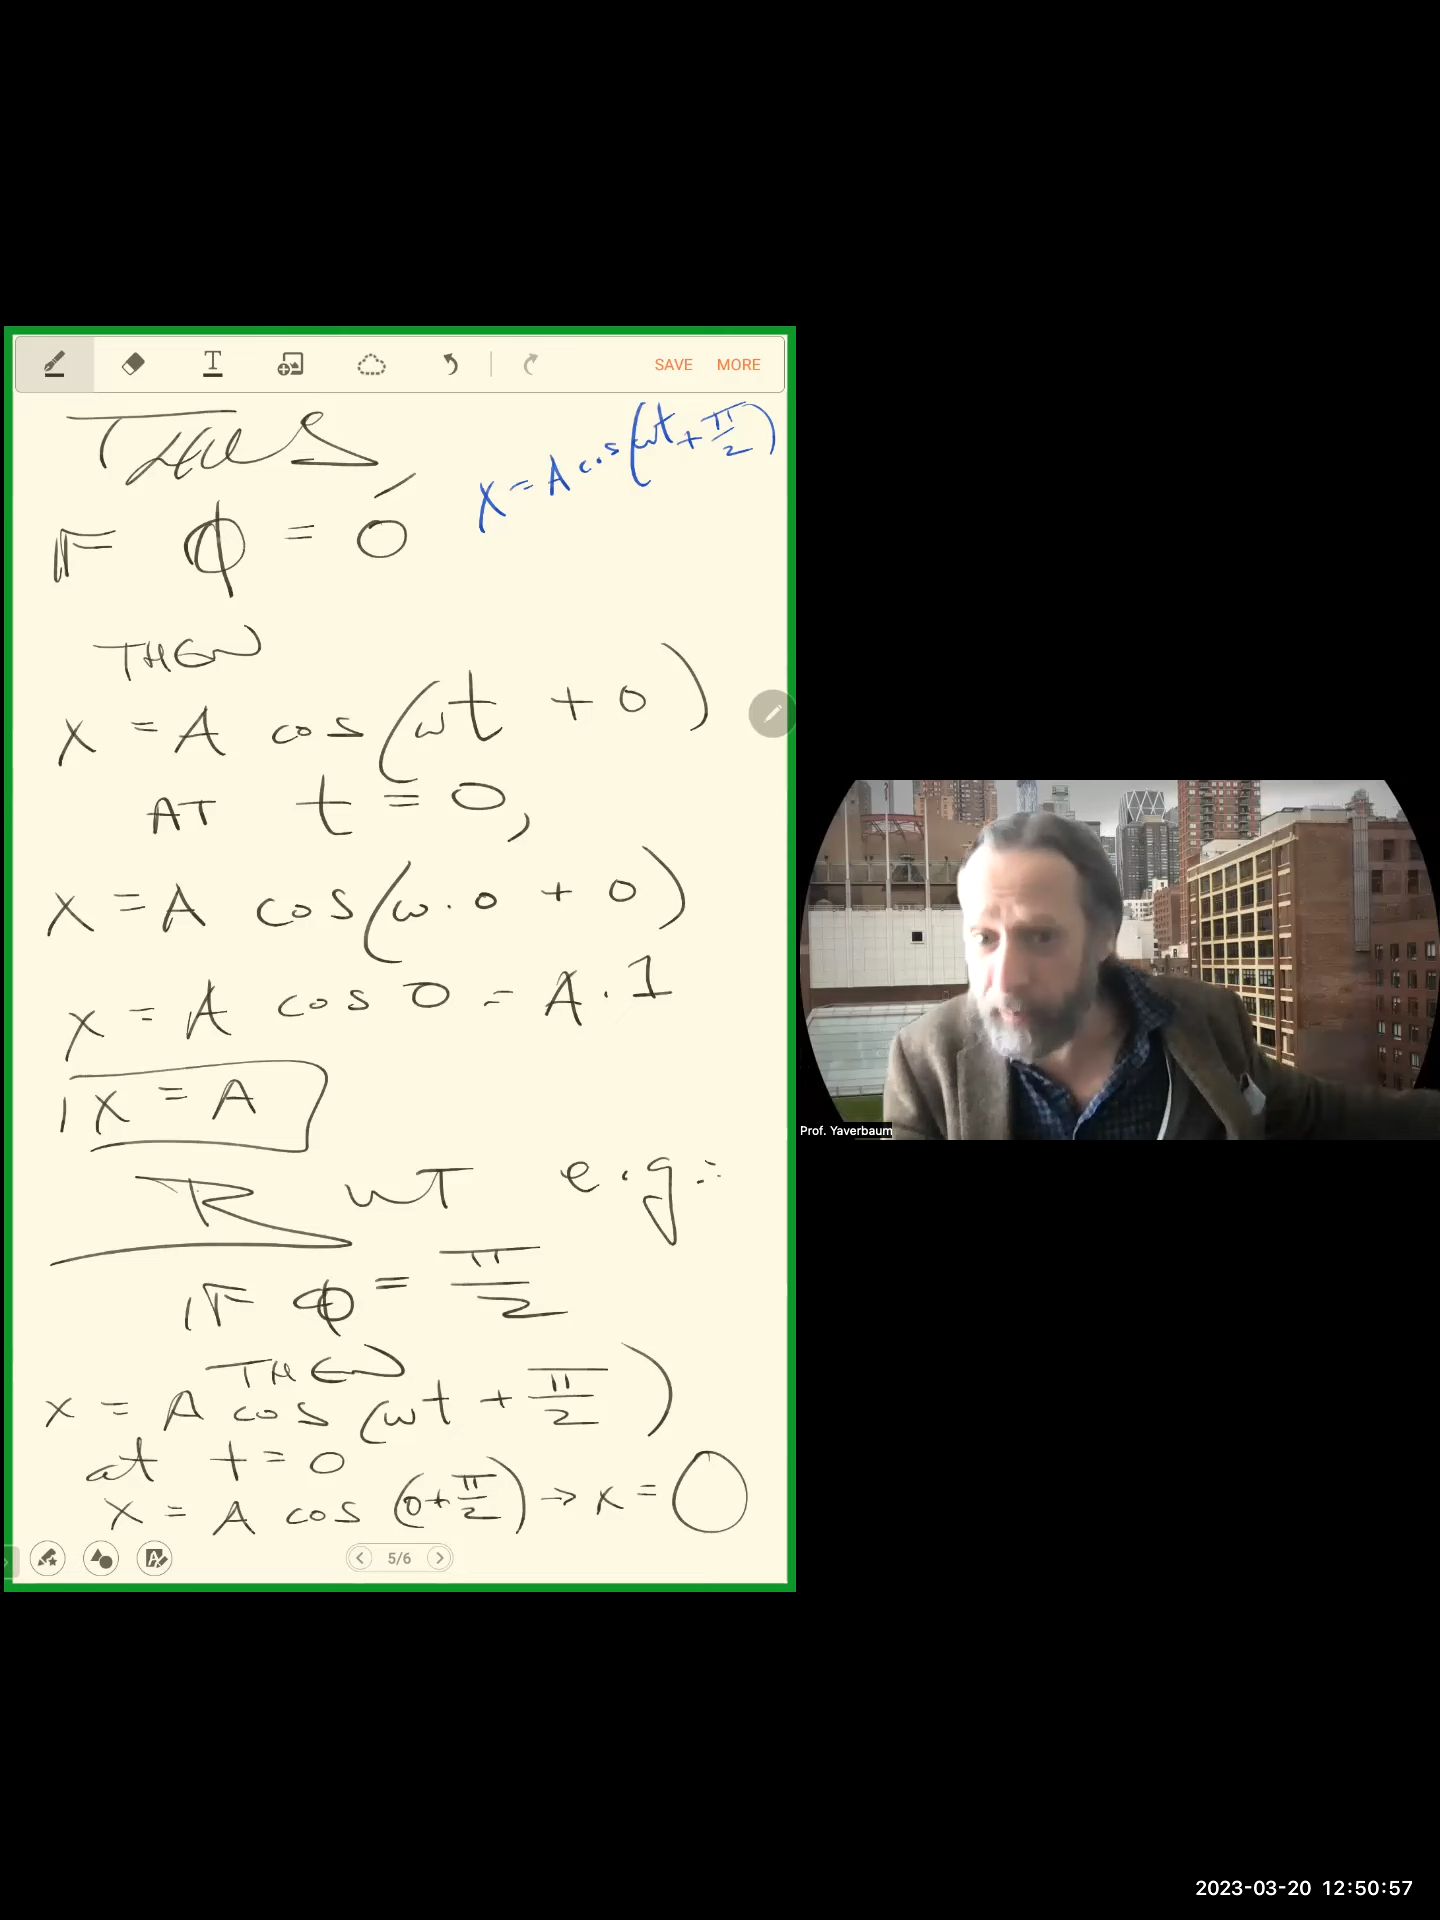 SAVE MORE
THUS,
x = A cos(ωt + π/2)
IF ϕ = 0
THEN
x = A cos(ωt + 0)
AT t = 0,
x = A cos(ω · 0 + 0)
x = A cos 0 = A · 1
x = A
e.g.:
IF ϕ = π/2
THEN
x = A cos (ωt + π/2)
at t = 0
x = A cos (0 + π/2) → x = 0
5/6
Prof. Yaverbaum
2023-03-20 12:50:57